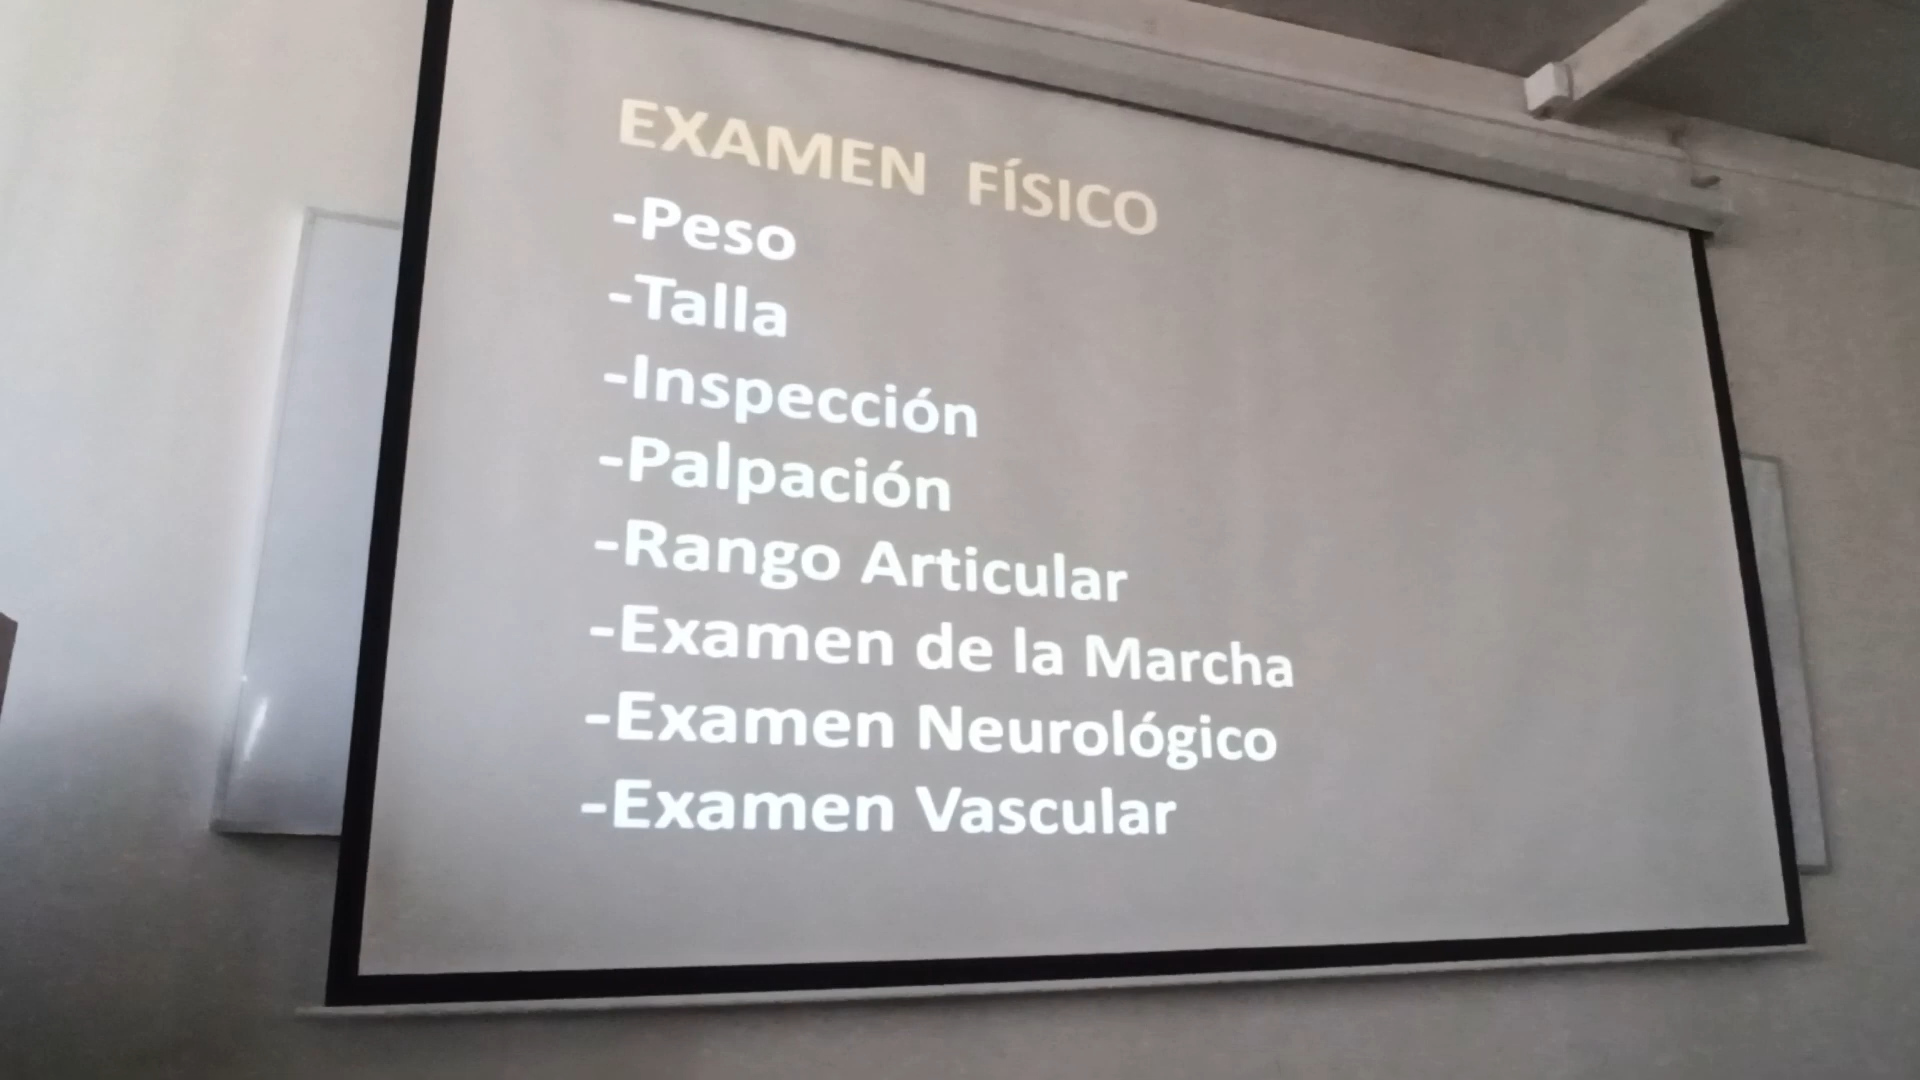 EXAMEN FÍSICO
-Peso
-Talla
-Inspección
-Palpación
-Rango Articular
-Examen de la Marcha
-Examen Neurológico
-Examen Vascular